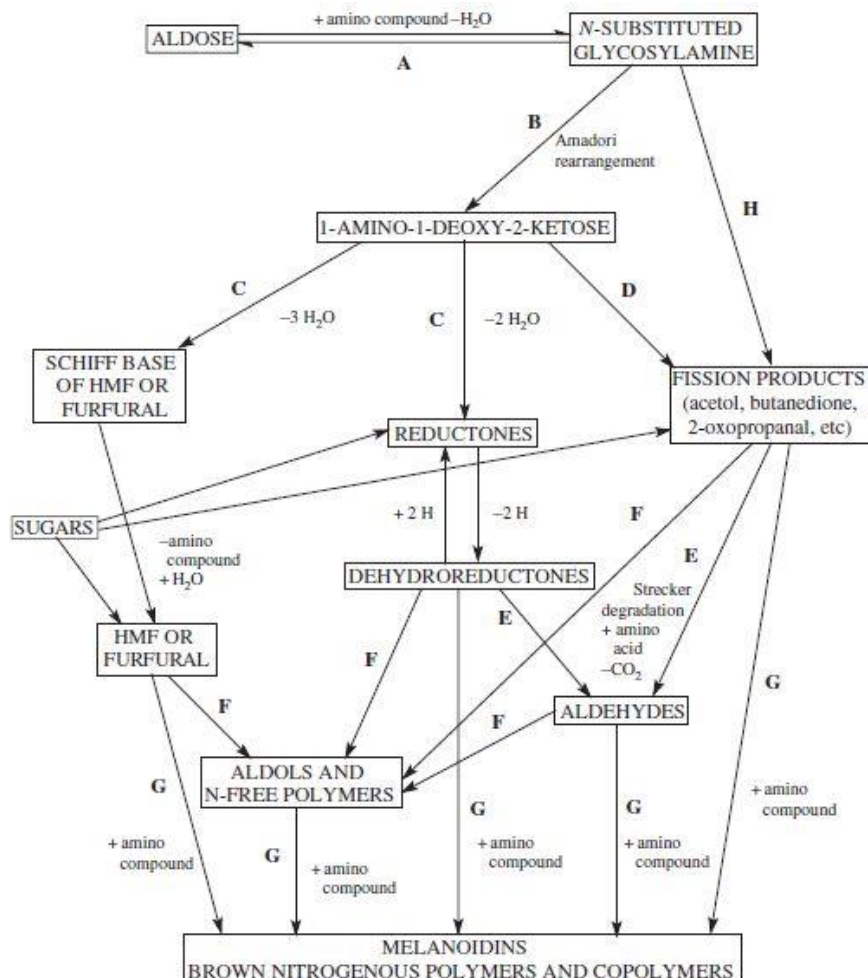 + amino compound –H2O
ALDOSE
N-SUBSTITUTED
GLYCOSYLAMINE
A
B
Amadori
rearrangement
H
1-AMINO-1-DEOXY-2-KETOSE
C
–3 H2O
C
–2 H2O
D
SCHIFF BASE
OF HMF OR
FURFURAL
FISSION PRODUCTS
(acetol, butanedione,
2-oxopropanal, etc)
REDUCTONES
SUGARS
+ 2 H
–2 H
F
E
–amino
compound
+ H2O
DEHYDROREDUCTONES
Strecker
degradation
+ amino
acid
–CO2
E
HMF OR
FURFURAL
F
F
G
ALDEHYDES
F
ALDOLS AND
N-FREE POLYMERS
G
+ amino
compound
G
+ amino
compound
G
+ amino
compound
G
+ amino
compound
+ amino
compound
MELANOIDINS
BROWN NITROGENOUS POLYMERS AND COPOLYMERS